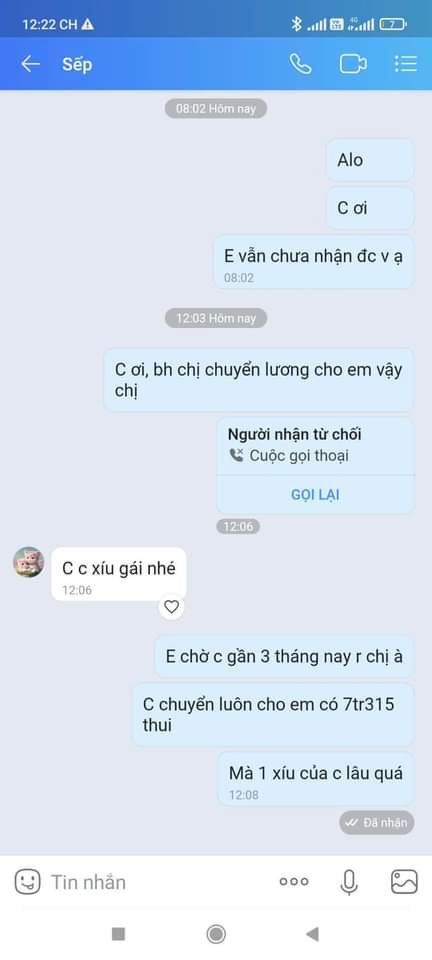 12:22 CH
4G
7
Sếp
08:02 Hôm nay
Alo
C ơi
E vẫn chưa nhận đc v ạ
08:02
12:03 Hôm nay
C ơi, bh chị chuyển lương cho em vậy
chị
Người nhận từ chối
Cuộc gọi thoại
GỌI LẠI
12:06
C c xíu gái nhé
12:06
E chờ c gần 3 tháng nay r chị à
C chuyển luôn cho em có 7tr315
thui
Mà 1 xíu của c lâu quá
12:08
Đã nhận
Tin nhắn